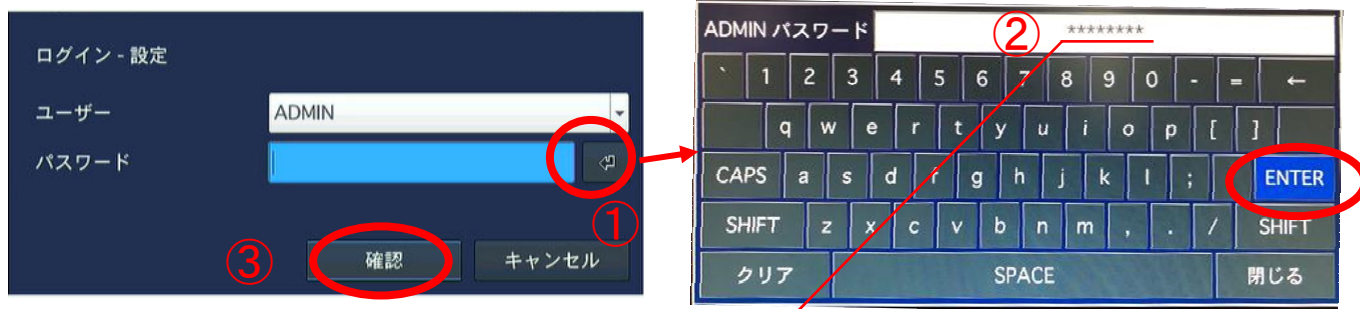 ログイン - 設定
ユーザー ADMIN
パスワード
①
③ 確認 キャンセル
ADMIN パスワード ② ********
` 1 2 3 4 5 6 7 8 9 0 - = ←
q w e r t y u i o p [ ]
CAPS a s d f g h j k l ; ENTER
SHIFT z x c v b n m , . / SHIFT
クリア SPACE 閉じる